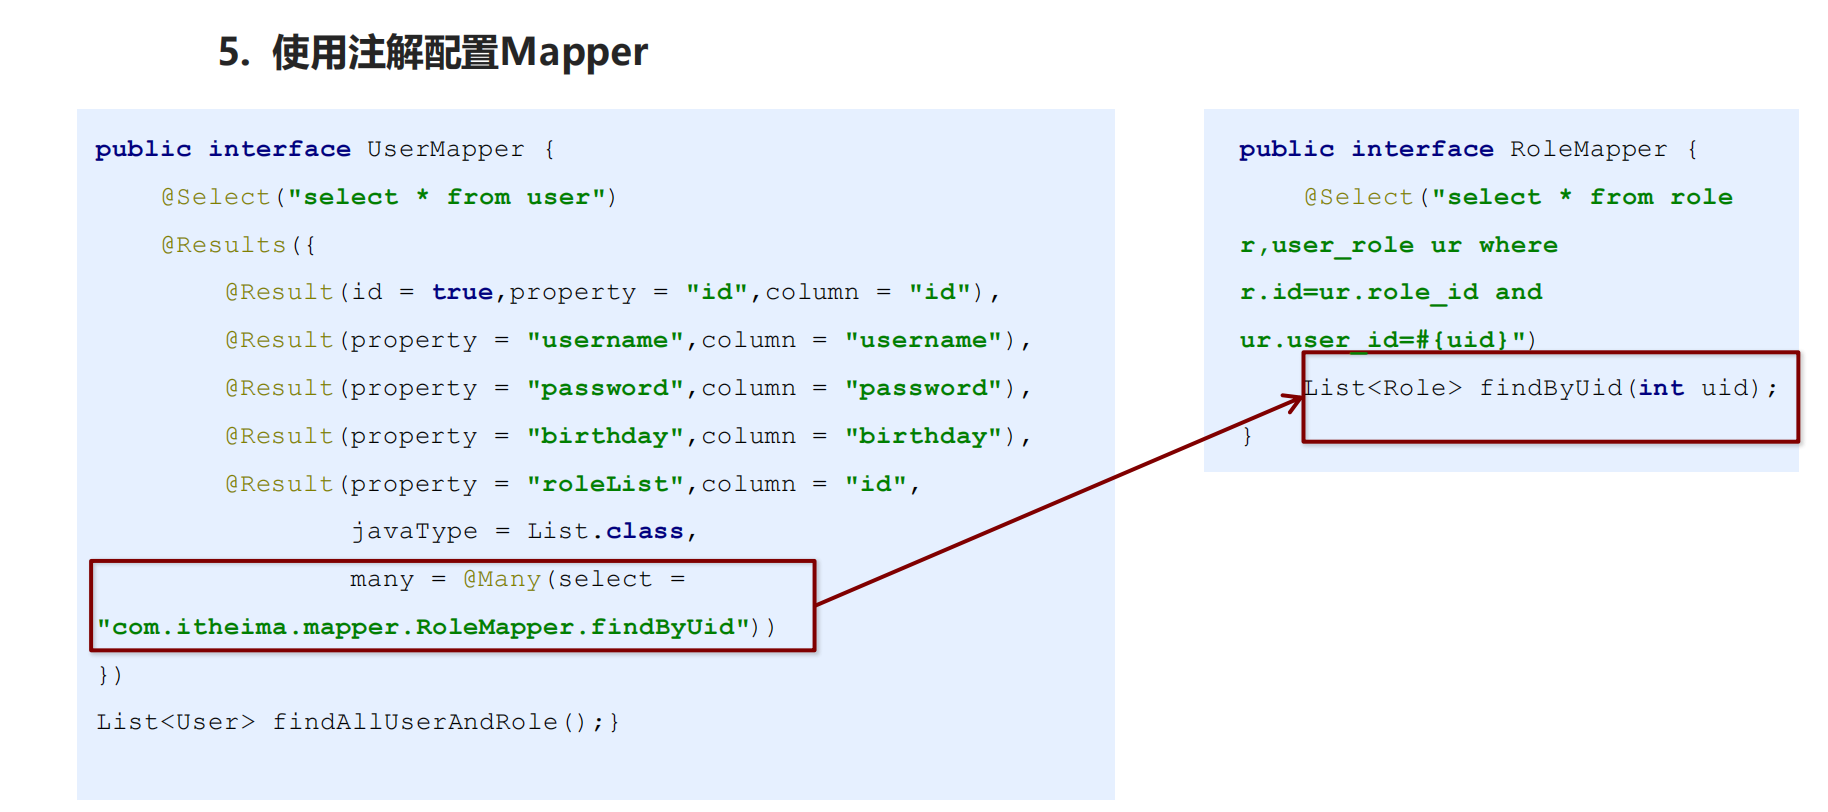 5. 使用注解配置Mapper
public interface UserMapper {
    @Select("select * from user")
    @Results({
        @Result(id = true,property = "id",column = "id"),
        @Result(property = "username",column = "username"),
        @Result(property = "password",column = "password"),
        @Result(property = "birthday",column = "birthday"),
        @Result(property = "roleList",column = "id",
                javaType = List.class,
                many = @Many(select =
"com.itheima.mapper.RoleMapper.findByUid"))
})
List<User> findAllUserAndRole();}
public interface RoleMapper {
    @Select("select * from role
r,user_role ur where
r.id=ur.role_id and
ur.user_id=#{uid}")
    List<Role> findByUid(int uid);
}